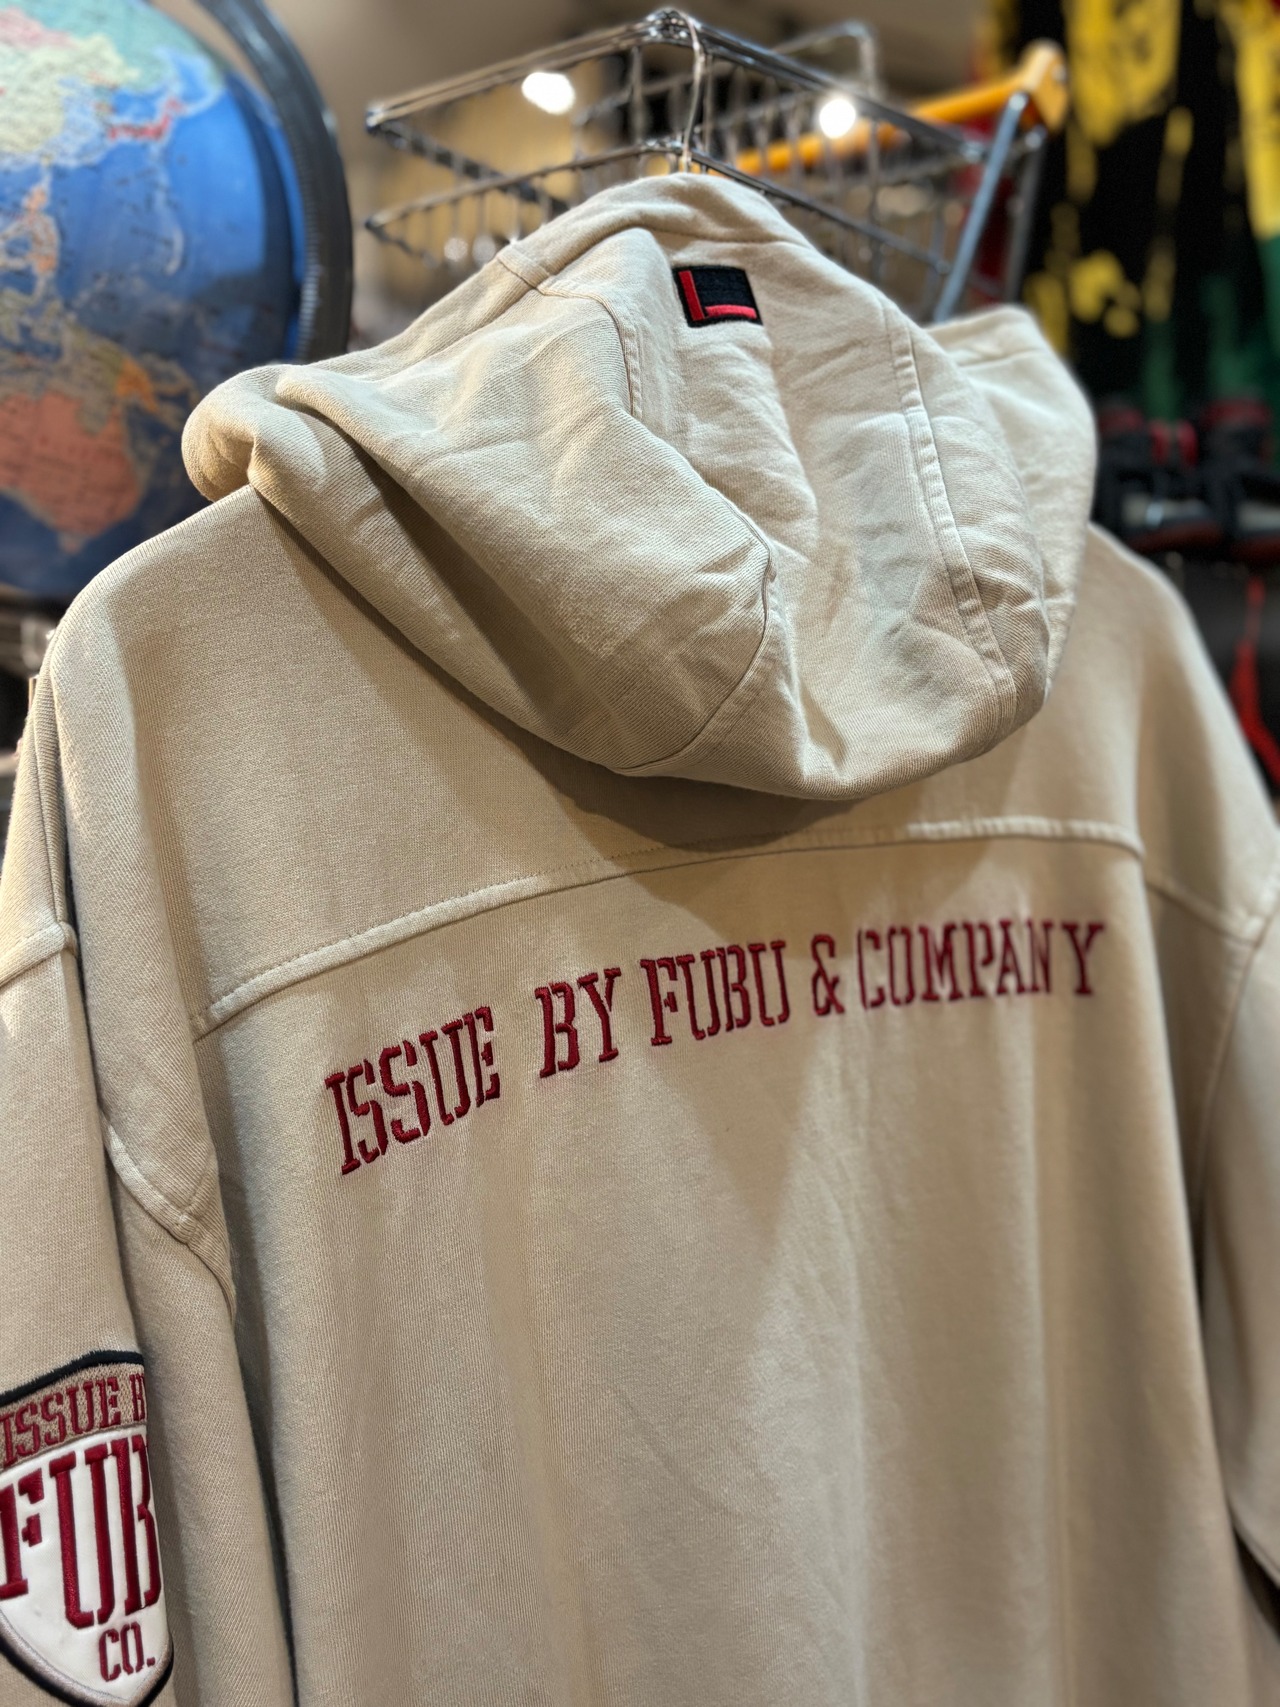 ISSUE BY FUBU & COMPANY
ISSUE B
FUB
CO.